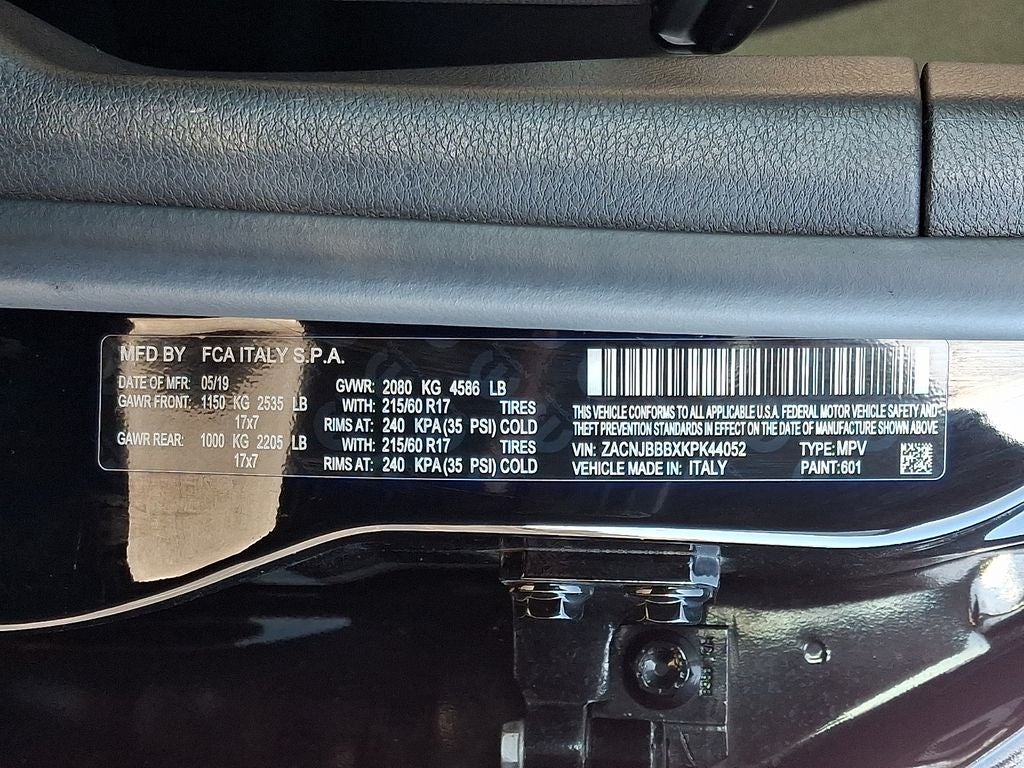 MFD BY FCA ITALY S.P.A.
DATE OF MFR: 05/19 GVWR: 2080 KG 4586 LB
GAWR FRONT: 1150 KG 2535 LB WITH: 215/60 R17 TIRES
17x7 RIMS AT: 240 KPA (35 PSI) COLD
GAWR REAR: 1000 KG 2205 LB WITH: 215/60 R17 TIRES
17x7 RIMS AT: 240 KPA (35 PSI) COLD
THIS VEHICLE CONFORMS TO ALL APPLICABLE U.S.A. FEDERAL MOTOR VEHICLE SAFETY AND
THEFT PREVENTION STANDARDS IN EFFECT ON THE DATE OF MANUFACTURE SHOWN ABOVE
VIN: ZACNJBBBXKPK44052 TYPE: MPV
VEHICLE MADE IN: ITALY PAINT: 601